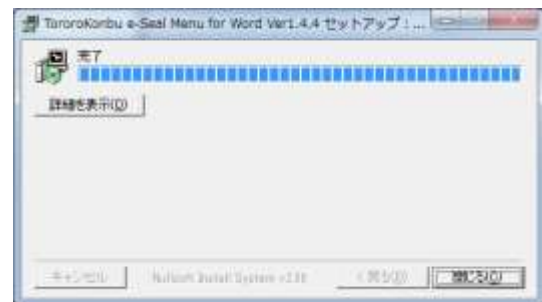 TororoKonbu e-Seal Menu for Word Ver1.4.4 セットアップ：...
完了
詳細を表示(D)
キャンセル
Nullsoft Install System v2.
< 戻る(B)
閉じる(C)